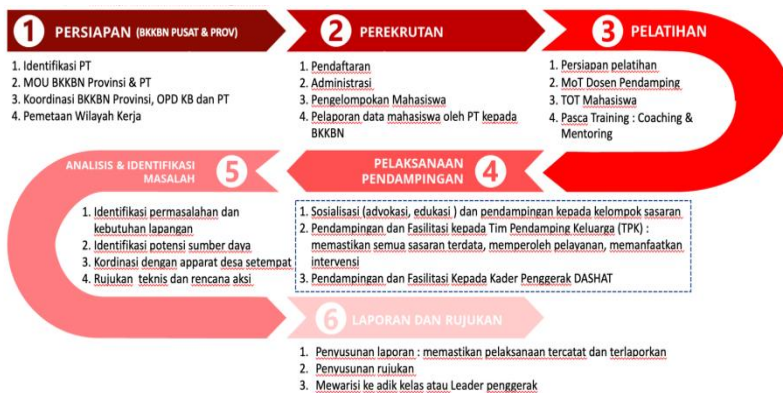 1 PERSIAPAN (BKKBN PUSAT & PROV)
1. Identifikasi PT
2. MOU BKKBN Provinsi & PT
3. Koordinasi BKKBN Provinsi, OPD KB dan PT
4. Pemetaan Wilayah Kerja
2 PEREKRUTAN
1. Pendaftaran
2. Administrasi
3. Pengelompokan Mahasiswa
4. Pelaporan data mahasiswa oleh PT kepada
BKKBN
3 PELATIHAN
1. Persiapan pelatihan
2. MoT Dosen Pendamping
3. TOT Mahasiswa
4. Pasca Training : Coaching &
Mentoring
PELAKSANAAN
PENDAMPINGAN 4
1. Sosialisasi (advokasi, edukasi ) dan pendampingan kepada kelompok sasaran
2. Pendampingan dan Fasilitasi kepada Tim Pendamping Keluarga (TPK) :
memastikan semua sasaran terdata, memperoleh pelayanan, memanfaatkan
intervensi
3. Pendampingan dan Fasilitasi Kepada Kader Penggerak DASHAT
ANALISIS & IDENTIFIKASI
MASALAH 5
1. Identifikasi permasalahan dan
kebutuhan lapangan
2. Identifikasi potensi sumber daya
3. Kordinasi dengan apparat desa setempat
4. Rujukan teknis dan rencana aksi
6 LAPORAN DAN RUJUKAN
1. Penyusunan laporan : memastikan pelaksanaan tercatat dan terlaporkan
2. Penyusunan rujukan
3. Mewarisi ke adik kelas atau Leader penggerak